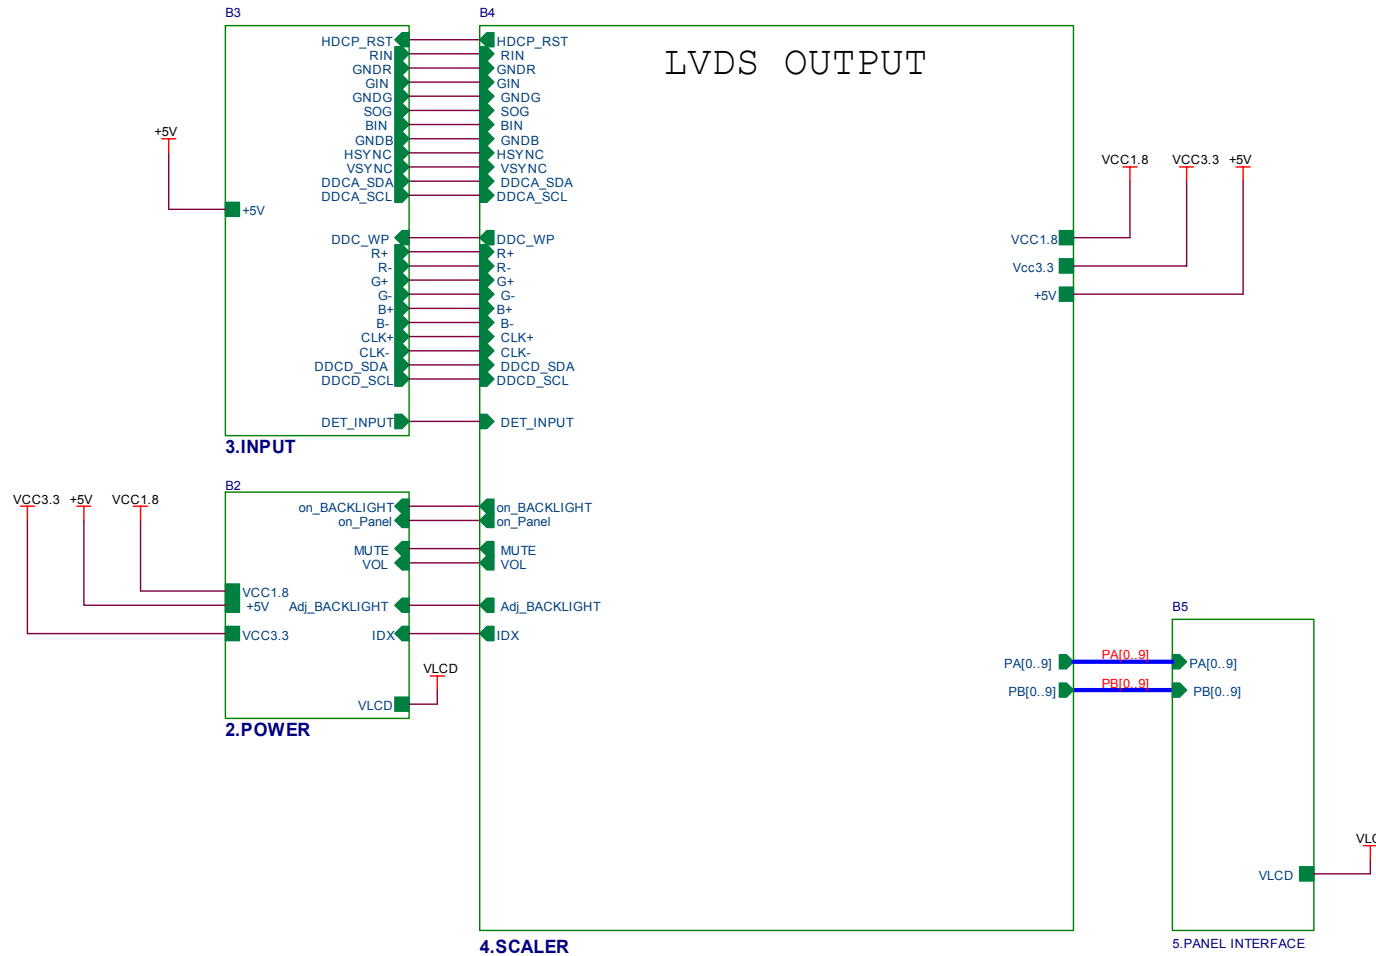 B3
HDCP_RST
RIN
GNDR
GIN
GNDG
SOG
BIN
GNDB
HSYNC
VSYNC
DDCA_SDA
DDCA_SCL
+5V
+5V
DDC_WP
R+
R-
G+
G-
B+
B-
CLK+
CLK-
DDCD_SDA
DDCD_SCL
DET_INPUT
3.INPUT
B4
LVDS OUTPUT
HDCP_RST
RIN
GNDR
GIN
GNDG
SOG
BIN
GNDB
HSYNC
VSYNC
DDCA_SDA
DDCA_SCL
DDC_WP
R+
R-
G+
G-
B+
B-
CLK+
CLK-
DDCD_SDA
DDCD_SCL
DET_INPUT
on_BACKLIGHT
on_Panel
MUTE
VOL
Adj_BACKLIGHT
IDX
VCC1.8 VCC3.3 +5V
VCC1.8
Vcc3.3
+5V
PA[0..9]
PB[0..9]
4.SCALER
B2
VCC3.3 +5V VCC1.8
on_BACKLIGHT
on_Panel
MUTE
VOL
VCC1.8
+5V
Adj_BACKLIGHT
VCC3.3
IDX
VLCD
VLCD
2.POWER
PA[0..9]
PB[0..9]
B5
PA[0..9]
PB[0..9]
VLCD
5.PANEL INTERFACE